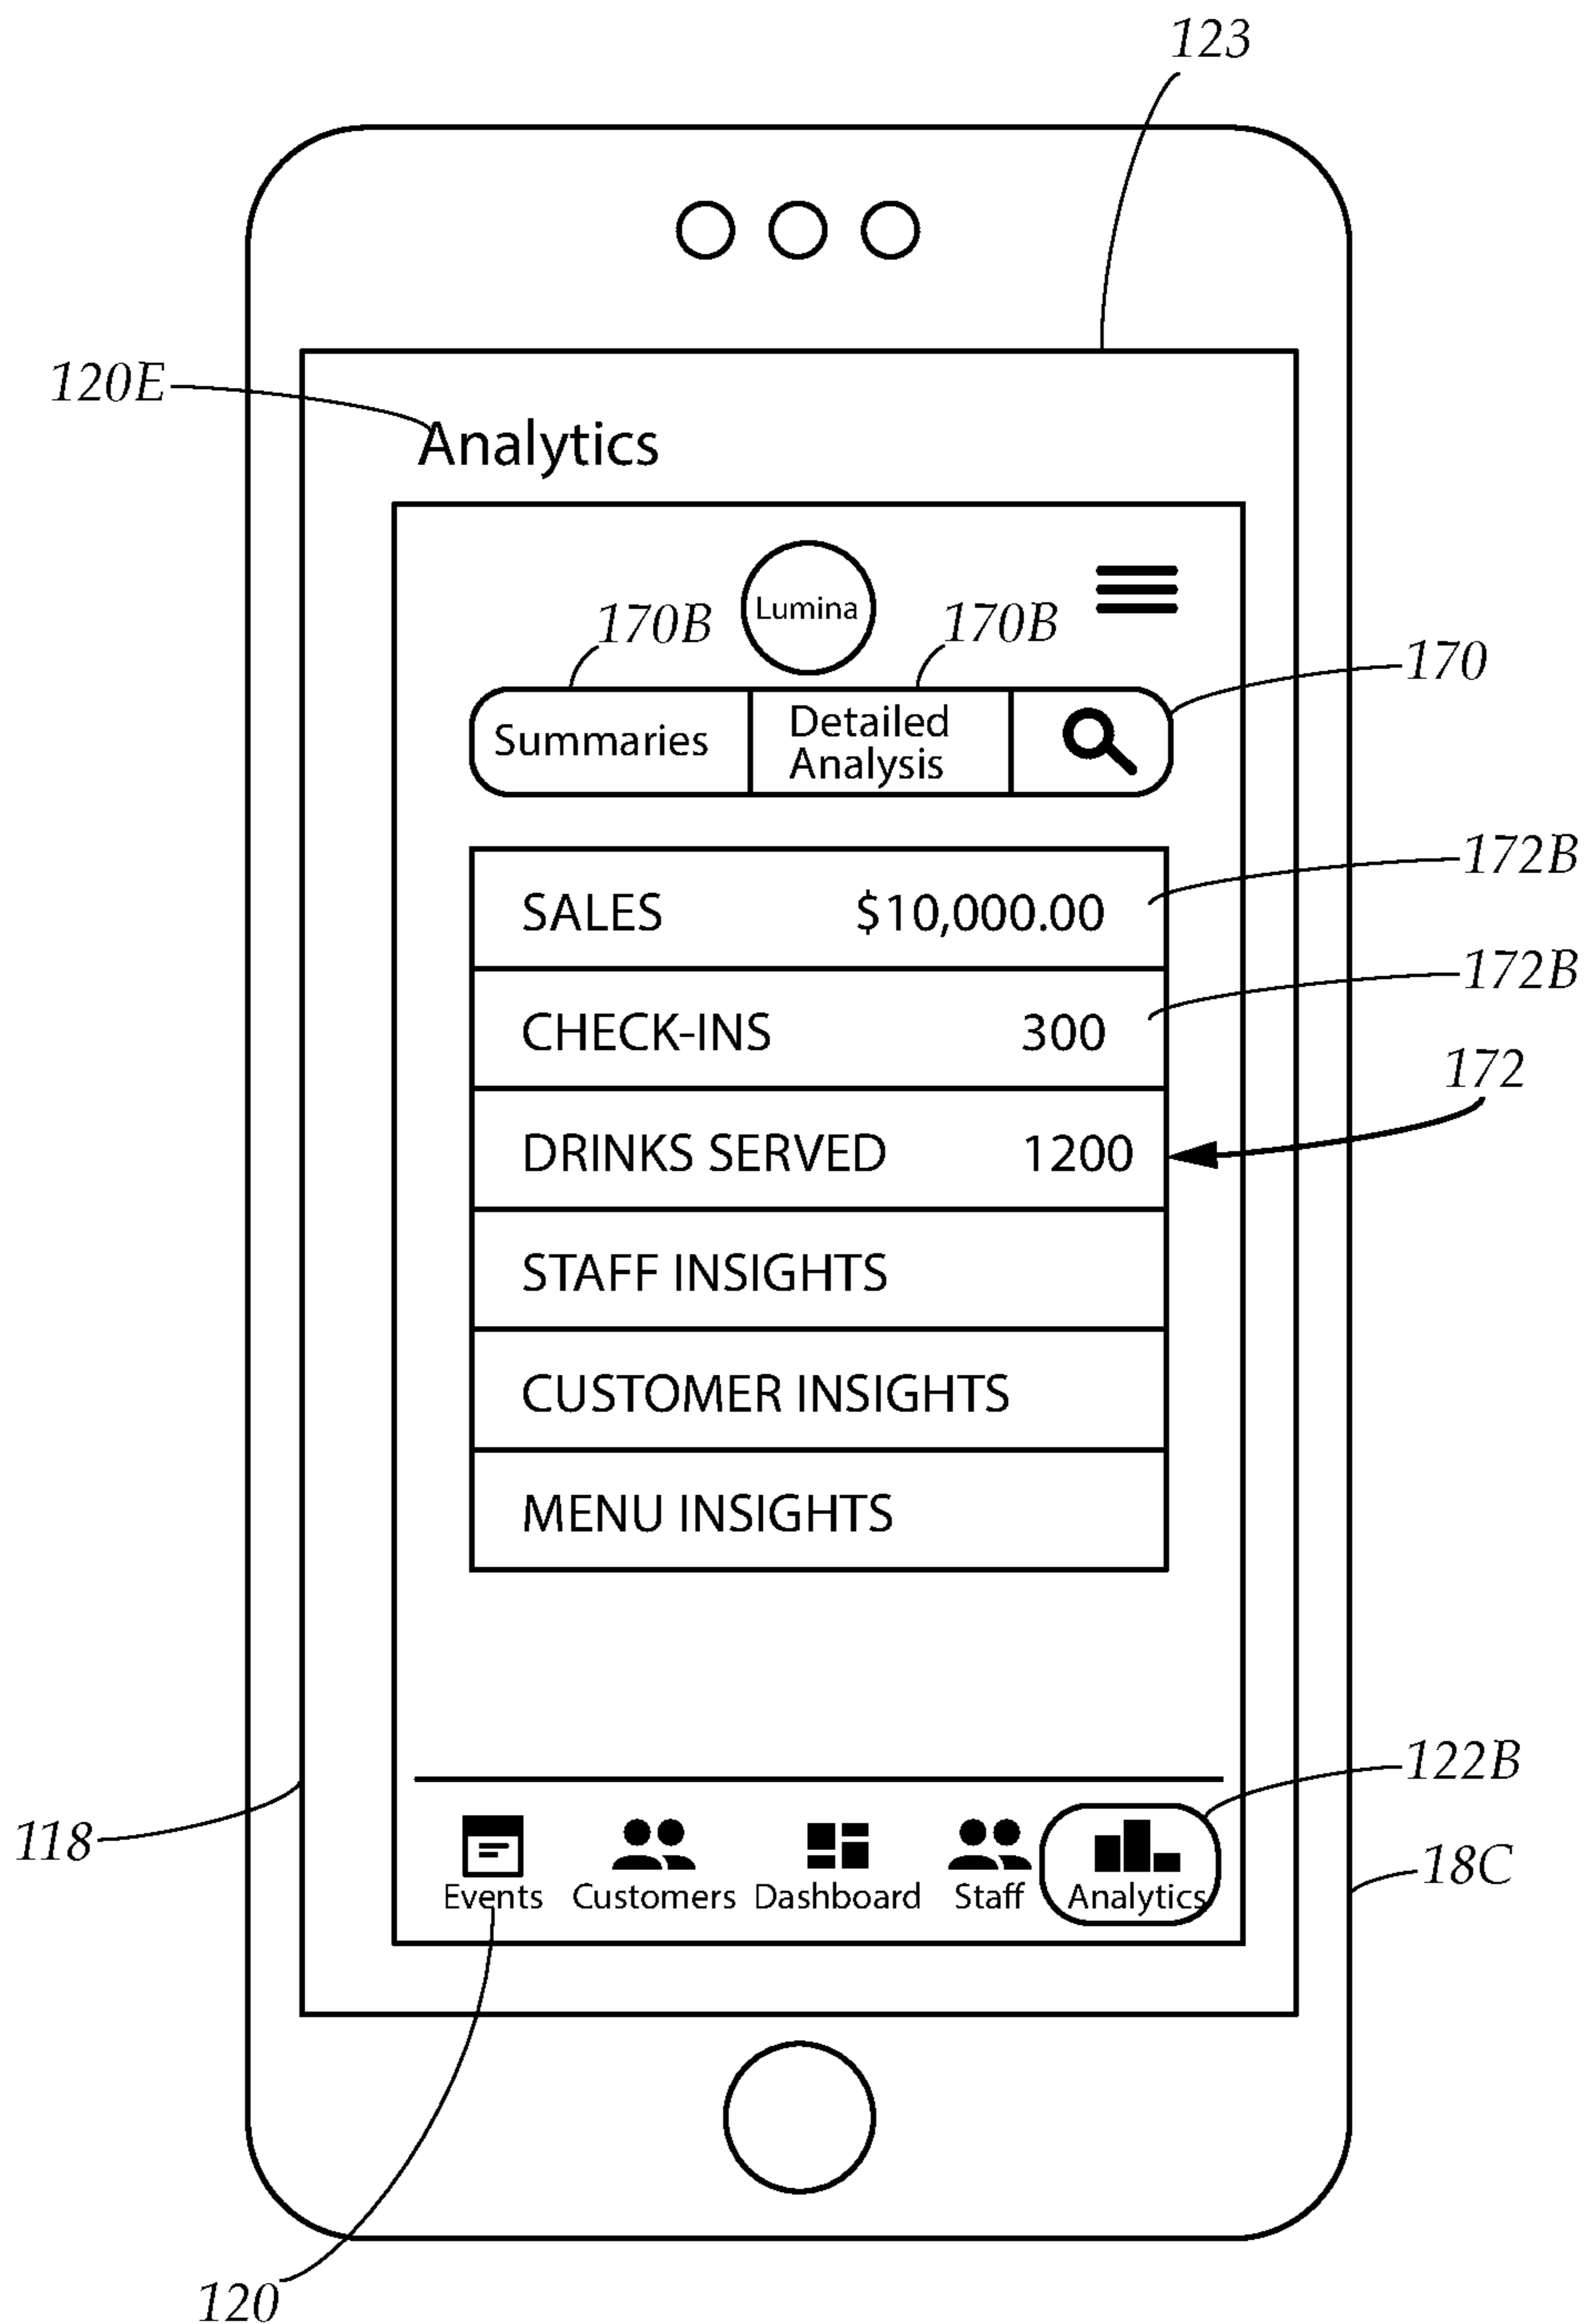 123
120E
Analytics
Lumina
170B
170B
170
Summaries
Detailed
Analysis
172B
SALES $10,000.00
172B
CHECK-INS 300
172
DRINKS SERVED 1200
STAFF INSIGHTS
CUSTOMER INSIGHTS
MENU INSIGHTS
122B
118
18C
Events Customers Dashboard Staff Analytics
120